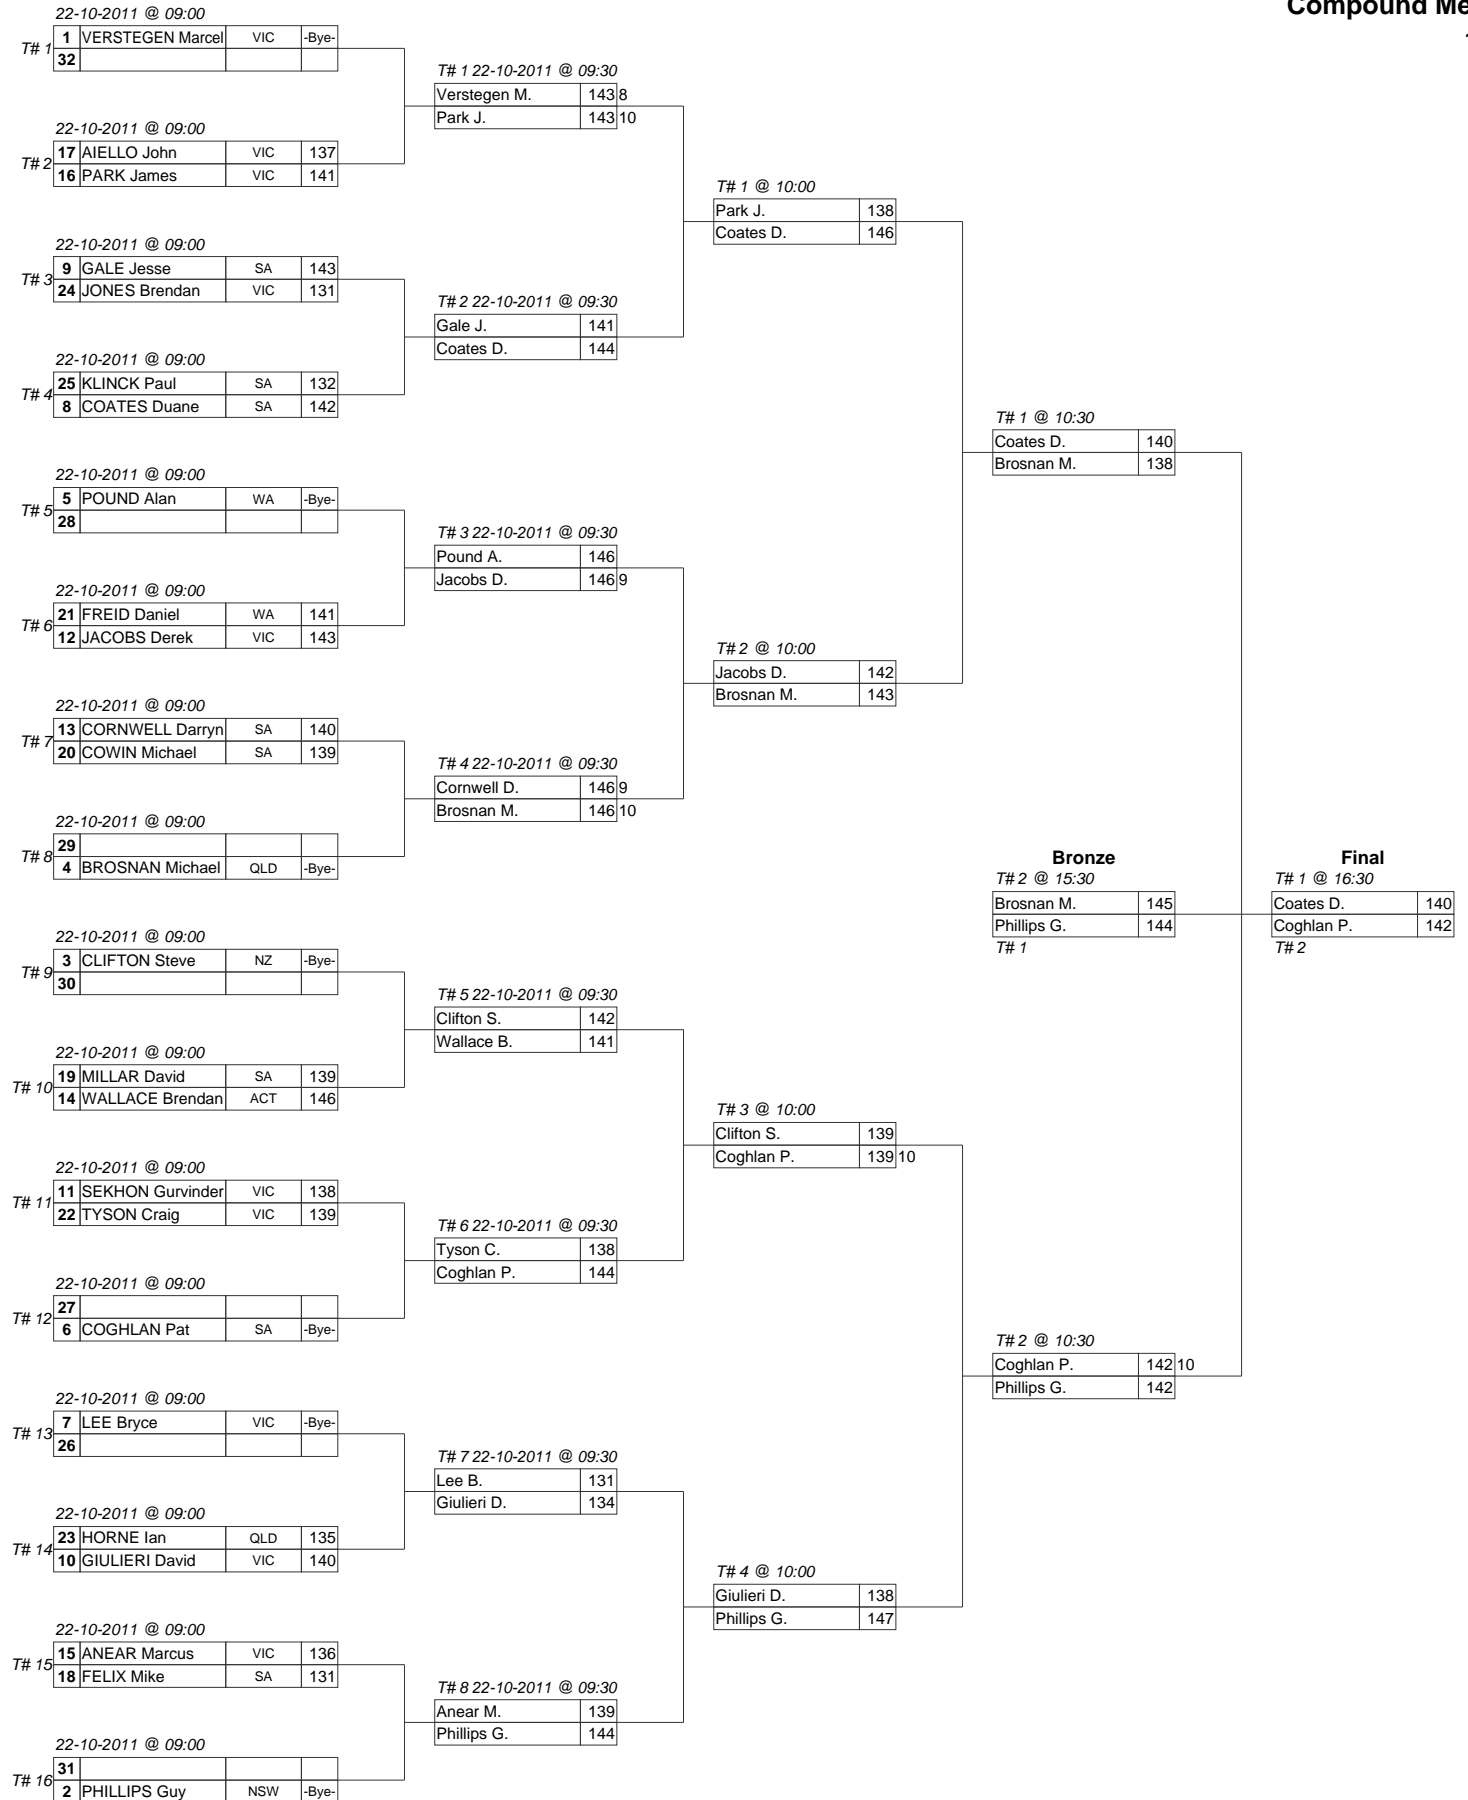 Compound Me
22-10-2011 @ 09:00
T# 1
1 VERSTEGEN Marcel VIC -Bye-
32
22-10-2011 @ 09:00
T# 2
17 AIELLO John VIC 137
16 PARK James VIC 141
22-10-2011 @ 09:00
T# 3
9 GALE Jesse SA 143
24 JONES Brendan VIC 131
22-10-2011 @ 09:00
T# 4
25 KLINCK Paul SA 132
8 COATES Duane SA 142
22-10-2011 @ 09:00
T# 5
5 POUND Alan WA -Bye-
28
22-10-2011 @ 09:00
T# 6
21 FREID Daniel WA 141
12 JACOBS Derek VIC 143
22-10-2011 @ 09:00
T# 7
13 CORNWELL Darryn SA 140
20 COWIN Michael SA 139
22-10-2011 @ 09:00
T# 8
29
4 BROSNAN Michael QLD -Bye-
22-10-2011 @ 09:00
T# 9
3 CLIFTON Steve NZ -Bye-
30
22-10-2011 @ 09:00
T# 10
19 MILLAR David SA 139
14 WALLACE Brendan ACT 146
22-10-2011 @ 09:00
T# 11
11 SEKHON Gurvinder VIC 138
22 TYSON Craig VIC 139
22-10-2011 @ 09:00
T# 12
27
6 COGHLAN Pat SA -Bye-
22-10-2011 @ 09:00
T# 13
7 LEE Bryce VIC -Bye-
26
22-10-2011 @ 09:00
T# 14
23 HORNE Ian QLD 135
10 GIULIERI David VIC 140
22-10-2011 @ 09:00
T# 15
15 ANEAR Marcus VIC 136
18 FELIX Mike SA 131
22-10-2011 @ 09:00
T# 16
31
2 PHILLIPS Guy NSW -Bye-
T# 1 22-10-2011 @ 09:30
Verstegen M. 143 8
Park J. 143 10
T# 2 22-10-2011 @ 09:30
Gale J. 141
Coates D. 144
T# 3 22-10-2011 @ 09:30
Pound A. 146
Jacobs D. 146 9
T# 4 22-10-2011 @ 09:30
Cornwell D. 146 9
Brosnan M. 146 10
T# 5 22-10-2011 @ 09:30
Clifton S. 142
Wallace B. 141
T# 6 22-10-2011 @ 09:30
Tyson C. 138
Coghlan P. 144
T# 7 22-10-2011 @ 09:30
Lee B. 131
Giulieri D. 134
T# 8 22-10-2011 @ 09:30
Anear M. 139
Phillips G. 144
T# 1 @ 10:00
Park J. 138
Coates D. 146
T# 2 @ 10:00
Jacobs D. 142
Brosnan M. 143
T# 3 @ 10:00
Clifton S. 139
Coghlan P. 139 10
T# 4 @ 10:00
Giulieri D. 138
Phillips G. 147
T# 1 @ 10:30
Coates D. 140
Brosnan M. 138
T# 2 @ 10:30
Coghlan P. 142 10
Phillips G. 142
Bronze
T# 2 @ 15:30
Brosnan M. 145
Phillips G. 144
T# 1
Final
T# 1 @ 16:30
Coates D. 140
Coghlan P. 142
T# 2